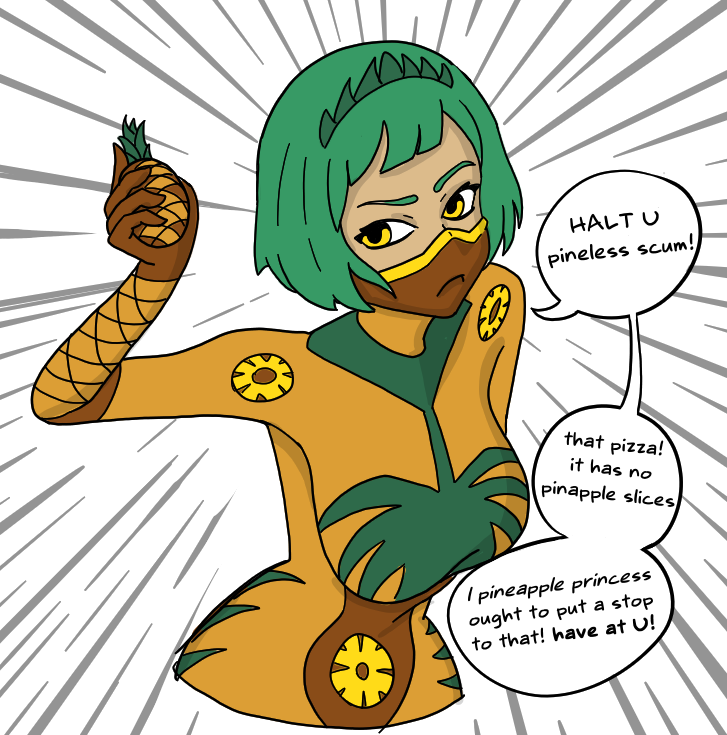 HALT U
pineless scum!
that pizza!
it has no
pinapple slices
I pineapple princess
ought to put a stop
to that! have at U!